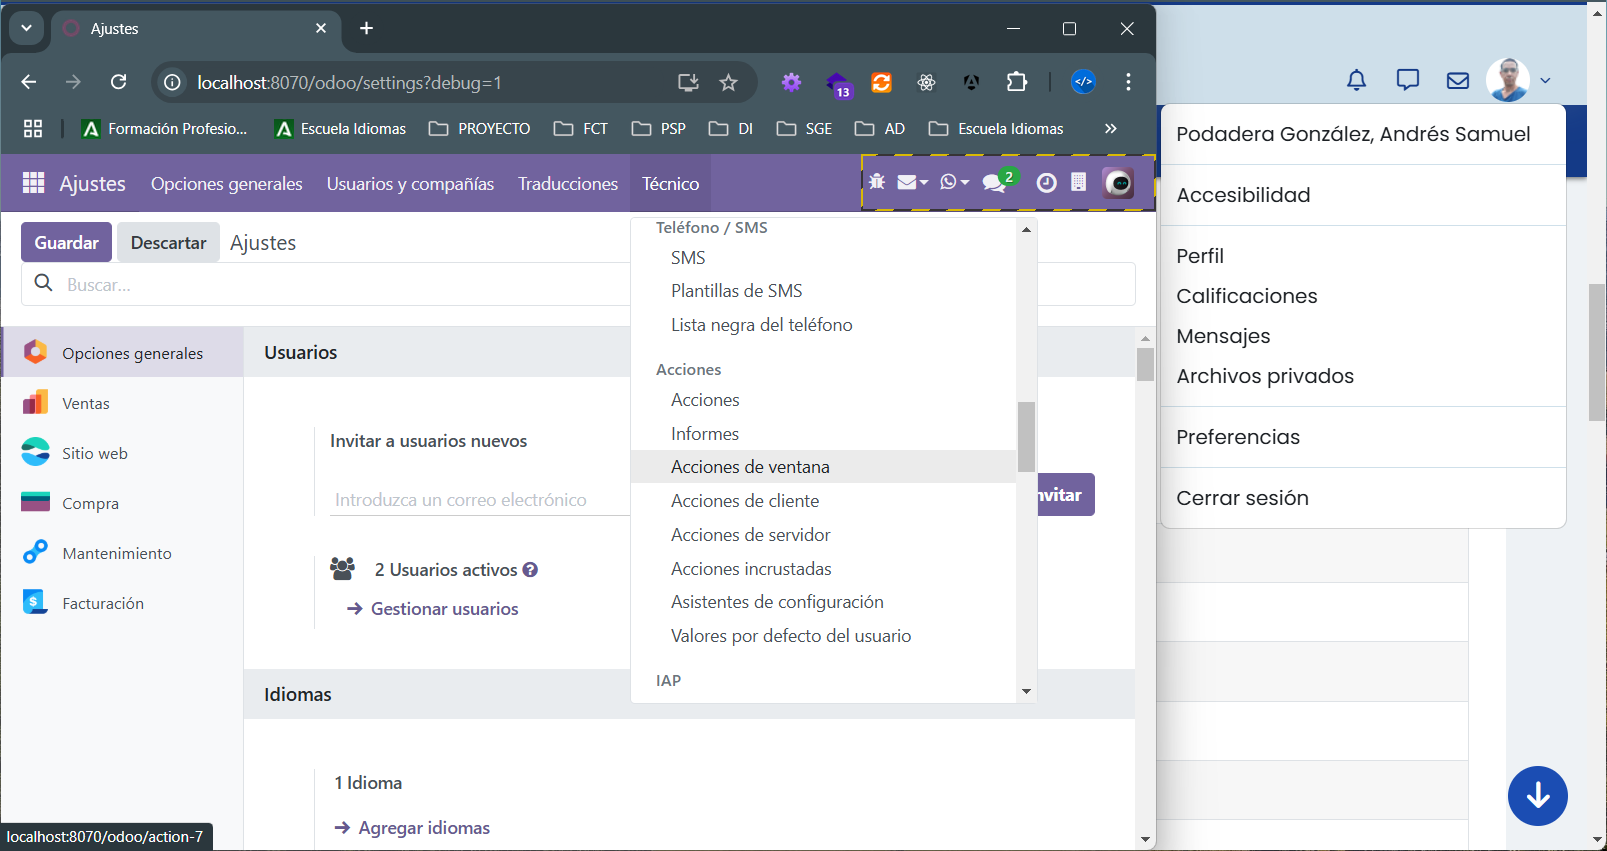 Ajustes
localhost:8070/odoo/settings?debug=1
13
Formación Profesio...
Escuela Idiomas
PROYECTO
FCT
PSP
DI
SGE
AD
Escuela Idiomas
Ajustes
Opciones generales
Usuarios y compañías
Traducciones
Técnico
2
Guardar
Descartar
Ajustes
Buscar...
Opciones generales
Ventas
Sitio web
Compra
Mantenimiento
Facturación
Usuarios
Invitar a usuarios nuevos
Introduzca un correo electrónico
nvitar
2 Usuarios activos
Gestionar usuarios
Idiomas
1 Idioma
Agregar idiomas
Teléfono / SMS
SMS
Plantillas de SMS
Lista negra del teléfono
Acciones
Acciones
Informes
Acciones de ventana
Acciones de cliente
Acciones de servidor
Acciones incrustadas
Asistentes de configuración
Valores por defecto del usuario
IAP
localhost:8070/odoo/action-7
Podadera González, Andrés Samuel
Accesibilidad
Perfil
Calificaciones
Mensajes
Archivos privados
Preferencias
Cerrar sesión